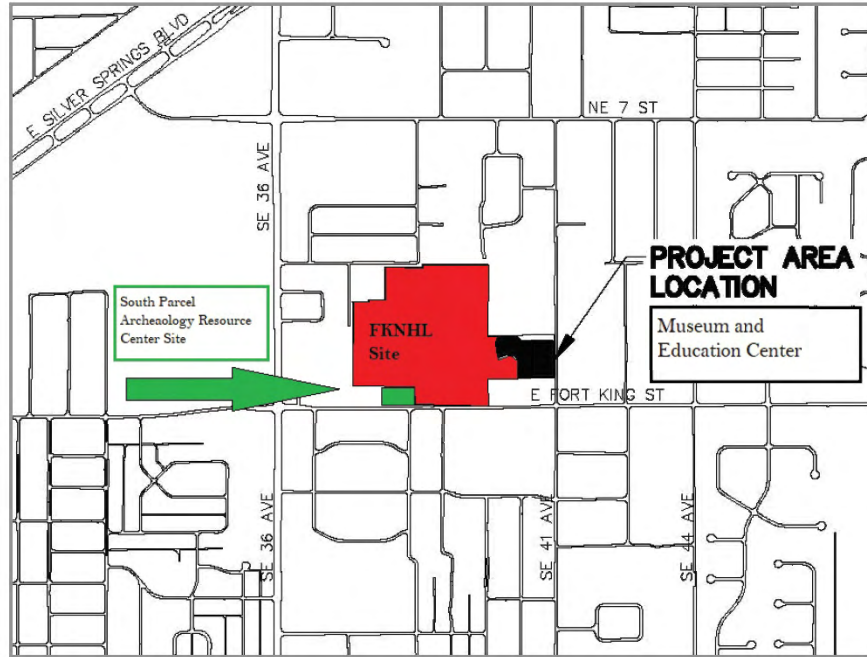 E SILVER SPRINGS BLVD
NE 7 ST
SE 36 AVE
PROJECT AREA
LOCATION
South Parcel
Archaeology Resource
Center Site
FKNHL
Site
Museum and
Education Center
E FORT KING ST
SE 36 AVE
SE 41 AVE
SE 44 AVE